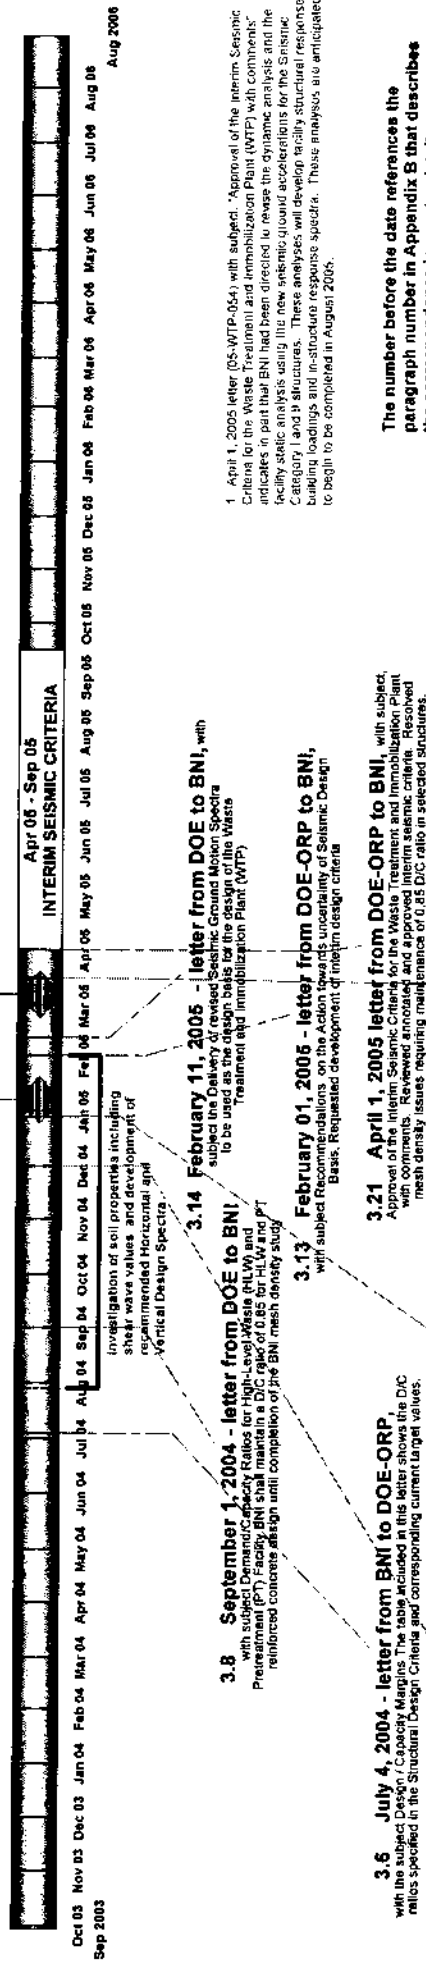 Apr 05 - Sep 05
INTERIM SEISMIC CRITERIA
Oct 03 Nov 03 Dec 03 Jan 04 Feb 04 Mar 04 Apr 04 May 04 Jun 04 Jul 04 Aug 04 Sep 04 Oct 04 Nov 04 Dec 04 Jan 05 Feb 05 Mar 05 Apr 05 May 05 Jun 05 Jul 05 Aug 05 Sep 05 Oct 05 Nov 05 Dec 05 Jan 06 Feb 06 Mar 06 Apr 06 May 06 Jun 06 Jul 06 Aug 06
Sep 2003
Aug 2006
Investigation of soil properties including
shear wave values and development of
recommended Horizontal and
Vertical Design Spectra
3.14 February 11, 2005 - letter from DOE to BNI, with
subject the Delivery of revised Seismic Ground Motion Spectra
to be used as the design basis for the design of the Waste
Treatment and Immobilization Plant (WTP)
3.8 September 1, 2004 - letter from DOE to BNI
with subject Demand/Capacity Ratios for High-Level Waste (HLW) and
Pretreatment (PT) Facility. BNI shall maintain a D/C ratio of 0.85 for HLW and PT
reinforced concrete design until completion of the BNI mesh density study
3.13 February 01, 2005 - letter from DOE-ORP to BNI,
with subject Recommendations on the Action towards uncertainty of Seismic Design
Basis, Requested development of interim design criteria
3.21 April 1, 2005 letter from DOE-ORP to BNI, with subject,
Approval of the Interim Seismic Criteria for the Waste Treatment and Immobilization Plant
with comments. Reviewed annotated and approved interim seismic criteria. Resolved
mesh density issues requiring maintenance of 0.85 D/C ratio in selected structures.
3.6 July 4, 2004 - letter from BNI to DOE-ORP,
with the subject Design / Capacity Margins The table included in this letter shows the D/C
ratios specified in the Structural Design Criteria and corresponding current target values.
1 April 1, 2005 letter (05-WTP-054) with subject, "Approval of the Interim Seismic
Criteria for the Waste Treatment and Immobilization Plant (WTP) with comments"
indicates in part that BNI had been directed to revise the dynamic analysis and the
facility static analysis using the new seismic ground accelerations for the Seismic
Category I and II structures. These analyses will develop facility structural response
building loadings and in-structure response spectra. These analyses are anticipated
to begin to be completed in August 2005.
The number before the date references the
paragraph number in Appendix B that describes